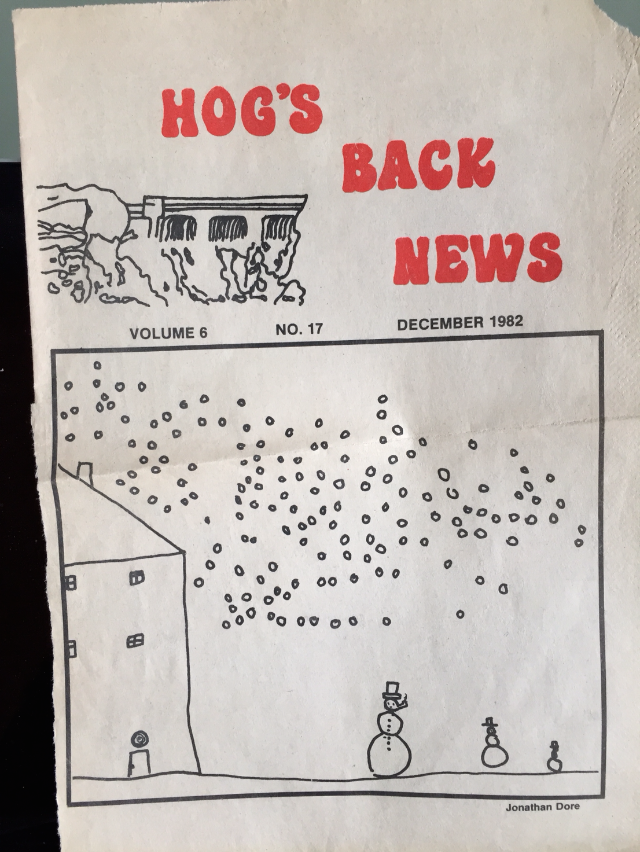 HOG'S
BACK
NEWS
VOLUME 6 NO. 17 DECEMBER 1982
Jonathan Dore